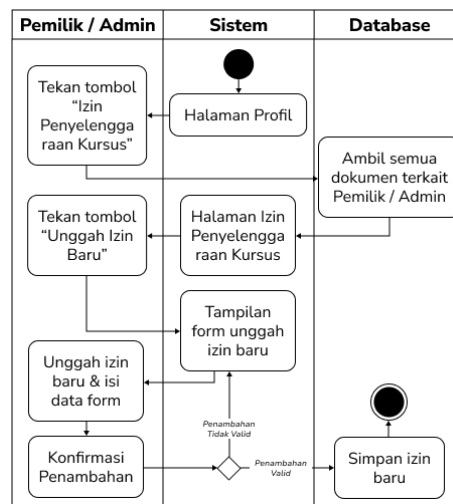 Pemilik / Admin
Sistem
Database
Tekan tombol
“Izin
Penyelengga
raan Kursus”
Halaman Profil
Ambil semua
dokumen terkait
Pemilik / Admin
Tekan tombol
“Unggah Izin
Baru”
Halaman Izin
Penyelengga
raan Kursus
Tampilan
form unggah
izin baru
Unggah izin
baru & isi
data form
Penambahan
Tidak Valid
Konfirmasi
Penambahan
Penambahan
Valid
Simpan izin
baru